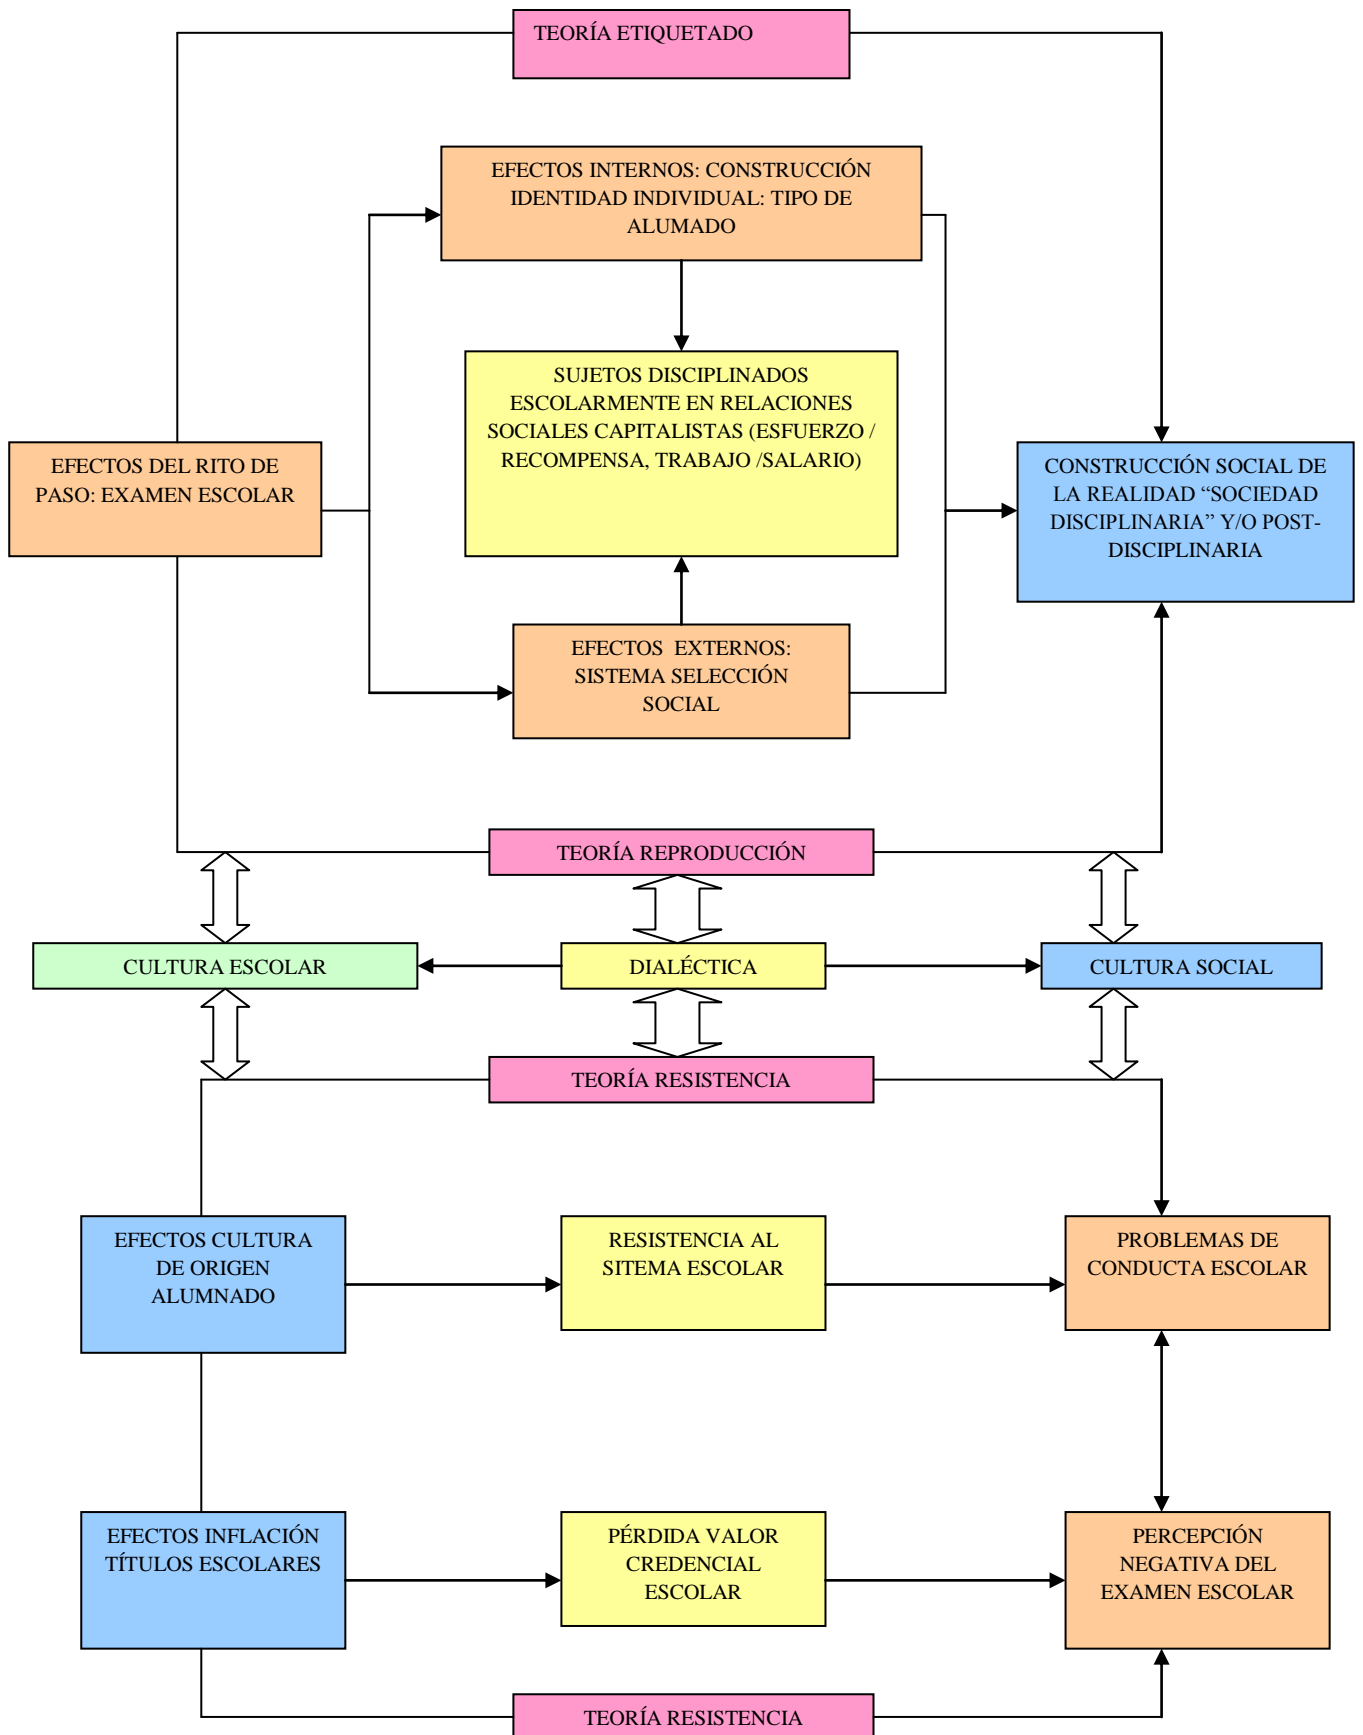 TEORÍA ETIQUETADO
EFECTOS INTERNOS: CONSTRUCCIÓN
IDENTIDAD INDIVIDUAL: TIPO DE
ALUMADO
SUJETOS DISCIPLINADOS
ESCOLARMENTE EN RELACIONES
SOCIALES CAPITALISTAS (ESFUERZO /
RECOMPENSA, TRABAJO /SALARIO)
EFECTOS DEL RITO DE
PASO: EXAMEN ESCOLAR
CONSTRUCCIÓN SOCIAL DE
LA REALIDAD “SOCIEDAD
DISCIPLINARIA” Y/O POST-
DISCIPLINARIA
EFECTOS EXTERNOS:
SISTEMA SELECCIÓN
SOCIAL
TEORÍA REPRODUCCIÓN
CULTURA ESCOLAR
DIALÉCTICA
CULTURA SOCIAL
TEORÍA RESISTENCIA
EFECTOS CULTURA
DE ORIGEN
ALUMNADO
RESISTENCIA AL
SITEMA ESCOLAR
PROBLEMAS DE
CONDUCTA ESCOLAR
EFECTOS INFLACIÓN
TÍTULOS ESCOLARES
PÉRDIDA VALOR
CREDENCIAL
ESCOLAR
PERCEPCIÓN
NEGATIVA DEL
EXAMEN ESCOLAR
TEORÍA RESISTENCIA